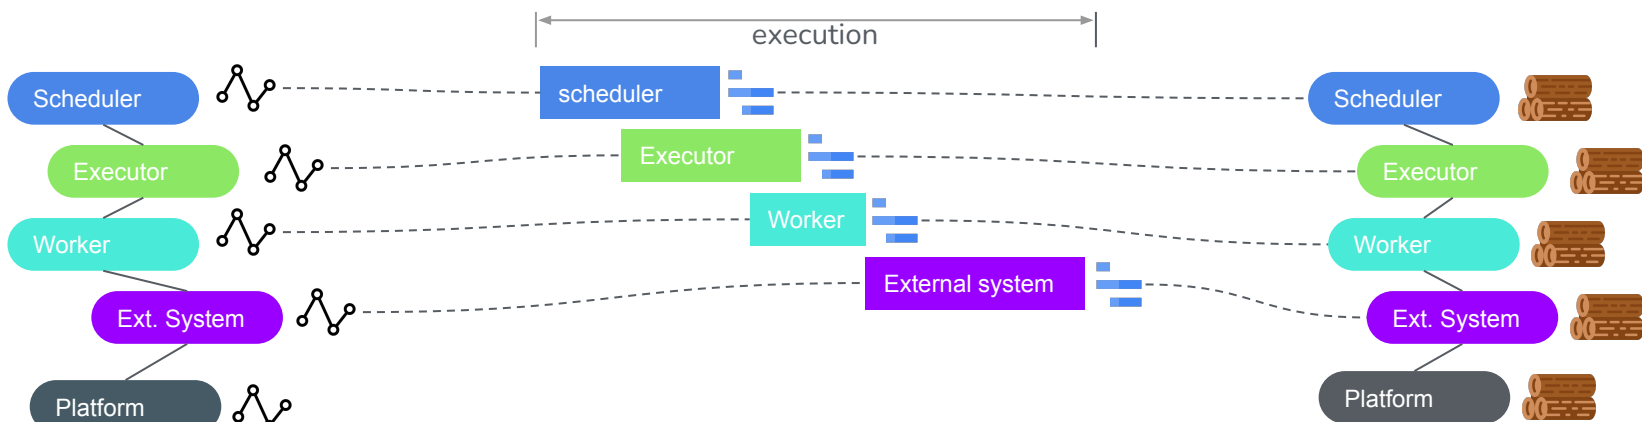 execution
Scheduler
scheduler
Scheduler
Executor
Executor
Executor
Worker
Worker
Worker
Ext. System
External system
Ext. System
Platform
Platform